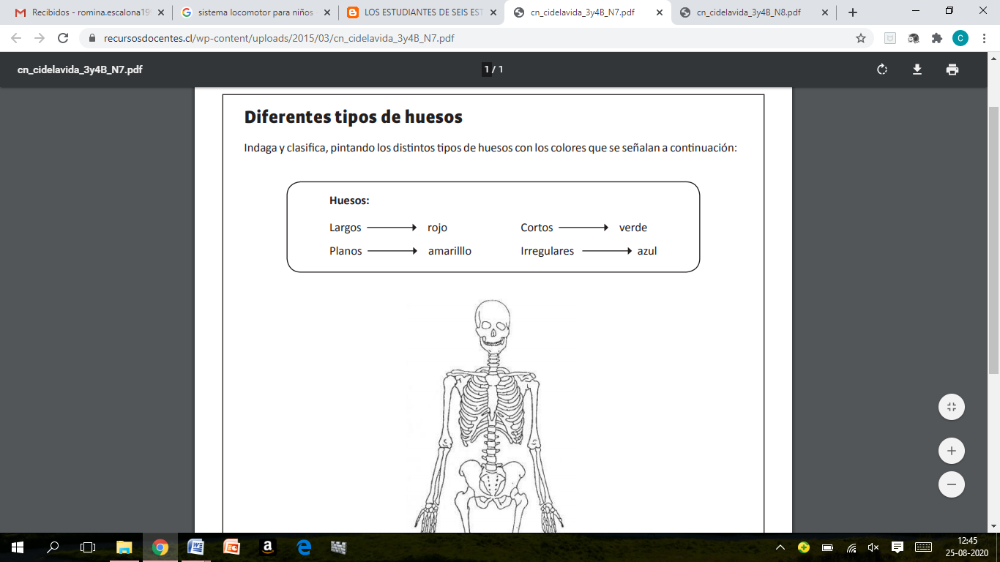 Recibidos - romina.escalona19
sistema locomotor para niños
LOS ESTUDIANTES DE SEIS EST
cn_cidelavida_3y4B_N7.pdf
cn_cidelavida_3y4B_N8.pdf
recursosdocentes.cl/wp-content/uploads/2015/03/cn_cidelavida_3y4B_N7.pdf
C
cn_cidelavida_3y4B_N7.pdf
1 / 1
Diferentes tipos de huesos
Indaga y clasifica, pintando los distintos tipos de huesos con los colores que se señalan a continuación:
Huesos:
Largos rojo Cortos verde
Planos amarilllo Irregulares azul
12:45
25-08-2020